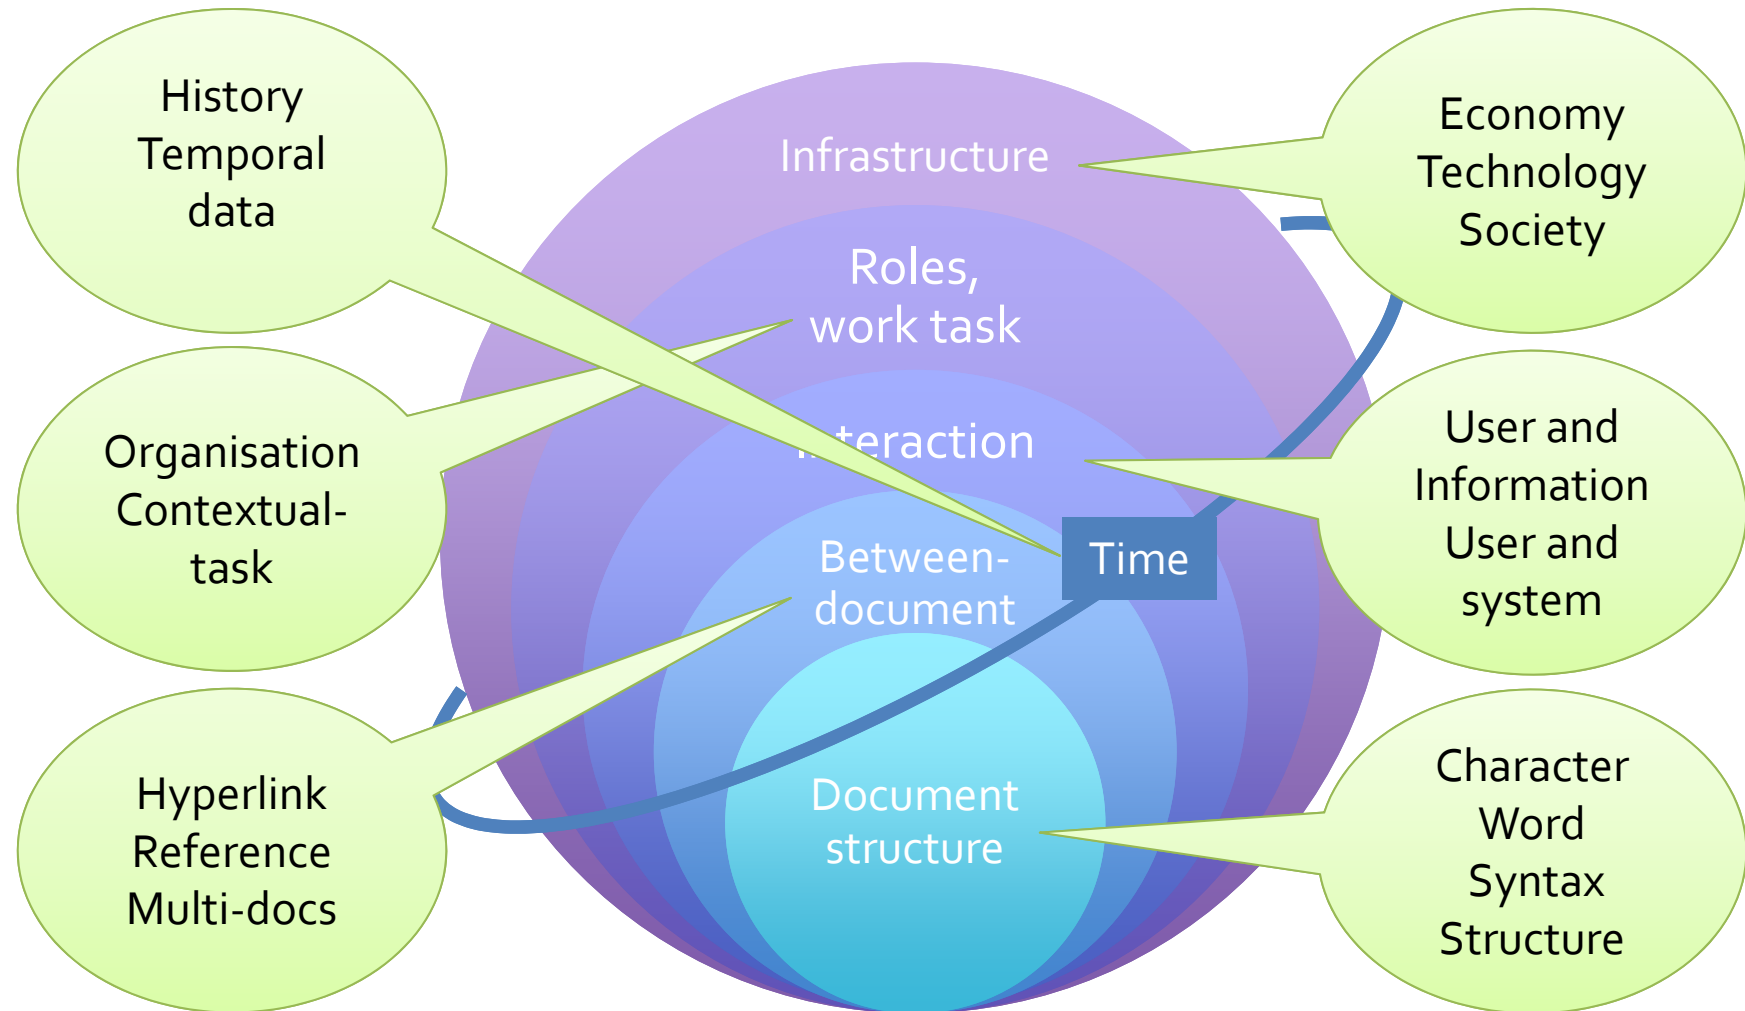 History
Temporal
data
Infrastructure
Economy
Technology
Society
Roles,
work task
Organisation
Contextual-
task
Interaction
User and
Information
User and
system
Between-
document
Time
Hyperlink
Reference
Multi-docs
Document
structure
Character
Word
Syntax
Structure